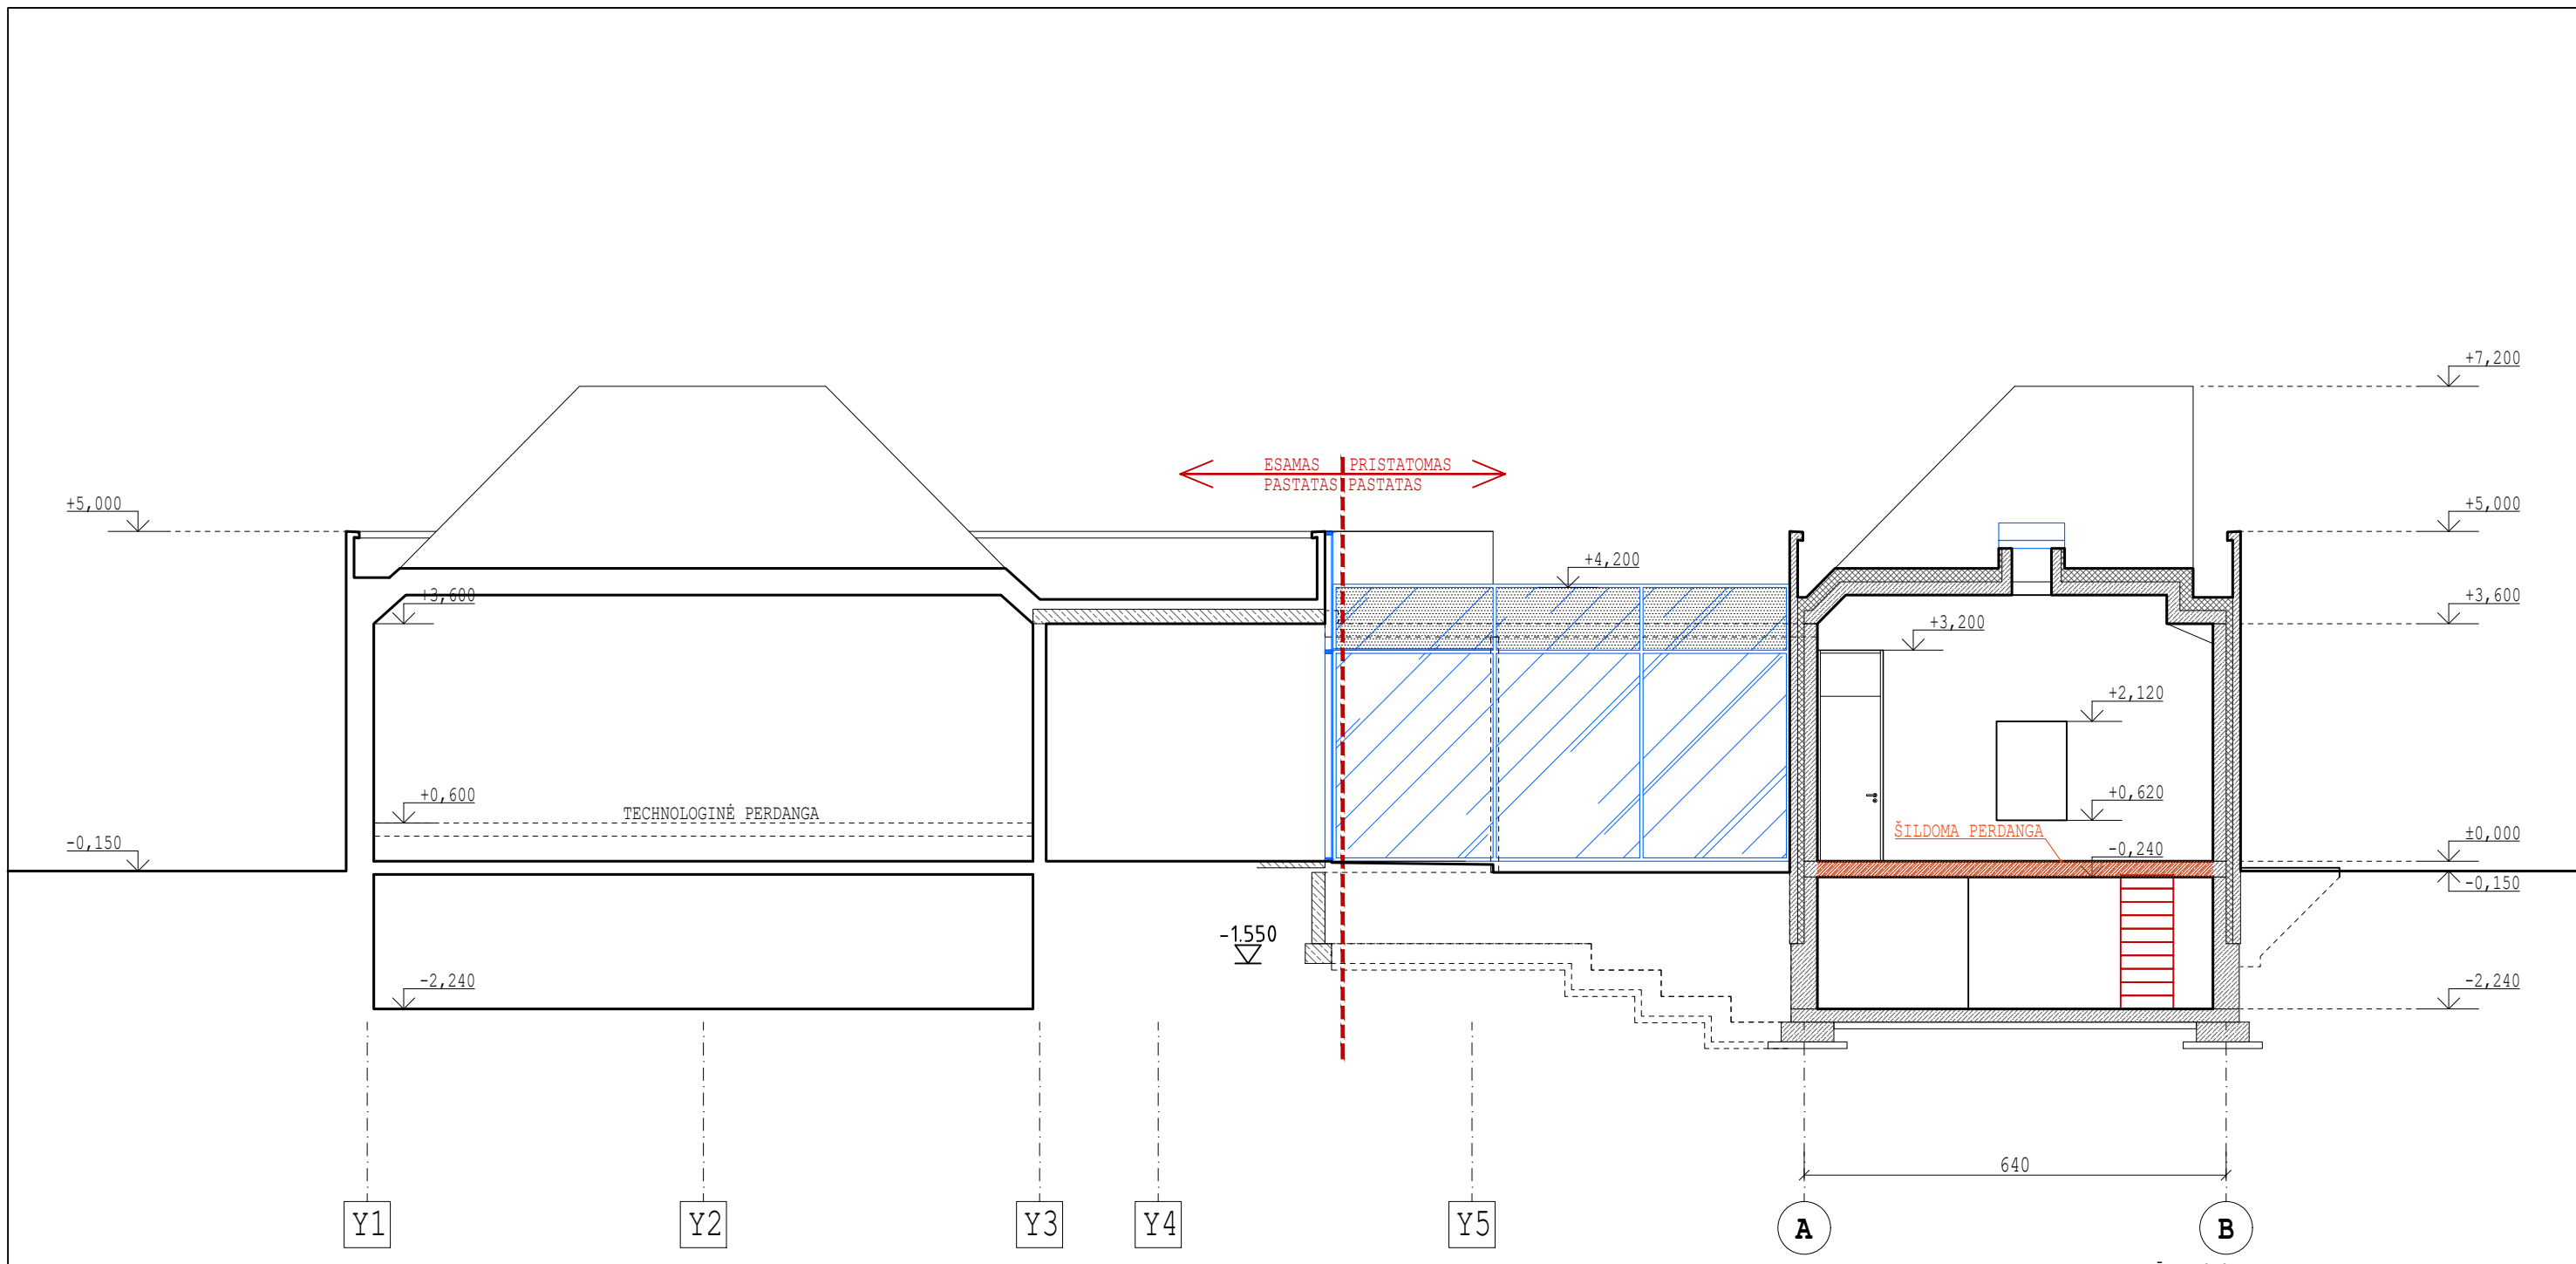 +7,200
ESAMAS PRISTATOMAS
PASTATAS PASTATAS
+5,000
+5,000
+4,200
+3,600
+3,600
+3,200
+2,120
+0,600
TECHNOLOGINĖ PERDANGA
+0,620
ŠILDOMA PERDANGA
±0,000
-0,150
-0,240
-0,150
-1.550
-2,240
-2,240
640
Y1
Y2
Y3
Y4
Y5
A
B